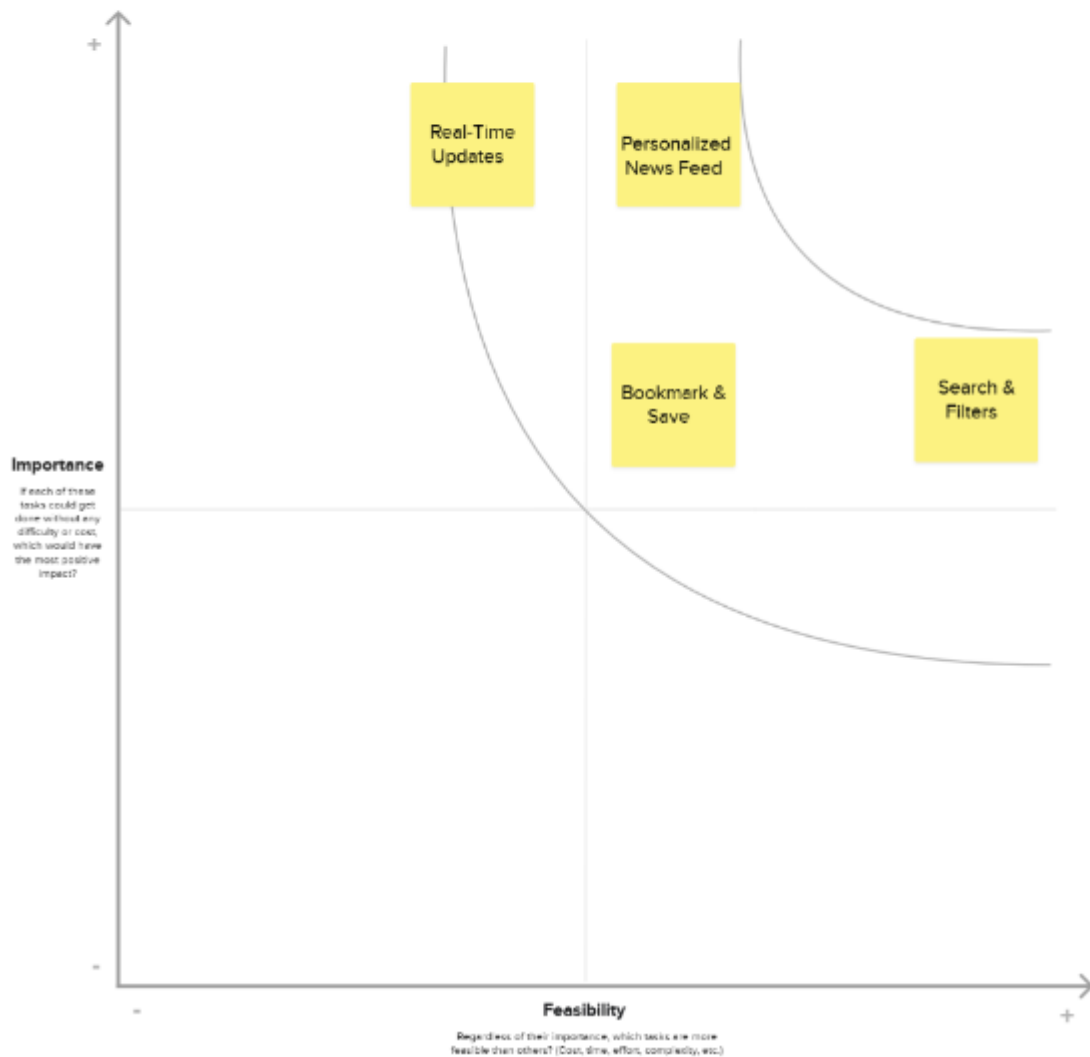 +
Real-Time
Updates
Personalized
News Feed
Bookmark &
Save
Search &
Filters
Importance
If each of these
tasks could get
done without any
difficulty or cost,
which would have
the most positive
impact?
-
-
Feasibility
+
Regardless of their importance, which tasks are more
feasible than others? (Cost, time, effort, complexity, etc.)